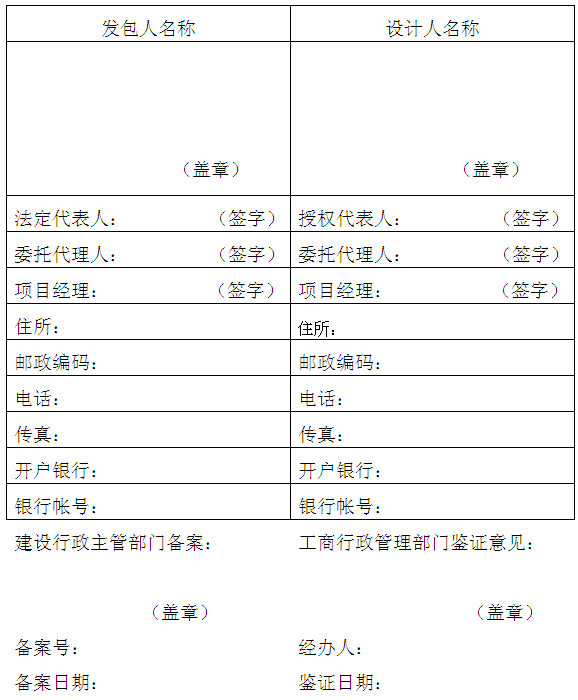 发包人名称 设计人名称
（盖章） （盖章）
法定代表人： （签字） 授权代表人： （签字）
委托代理人： （签字） 委托代理人： （签字）
项目经理： （签字） 项目经理： （签字）
住所： 住所：
邮政编码： 邮政编码：
电话： 电话：
传真： 传真：
开户银行： 开户银行：
银行帐号： 银行帐号：
建设行政主管部门备案： 工商行政管理部门鉴证意见：
（盖章） （盖章）
备案号： 经办人：
备案日期： 鉴证日期：